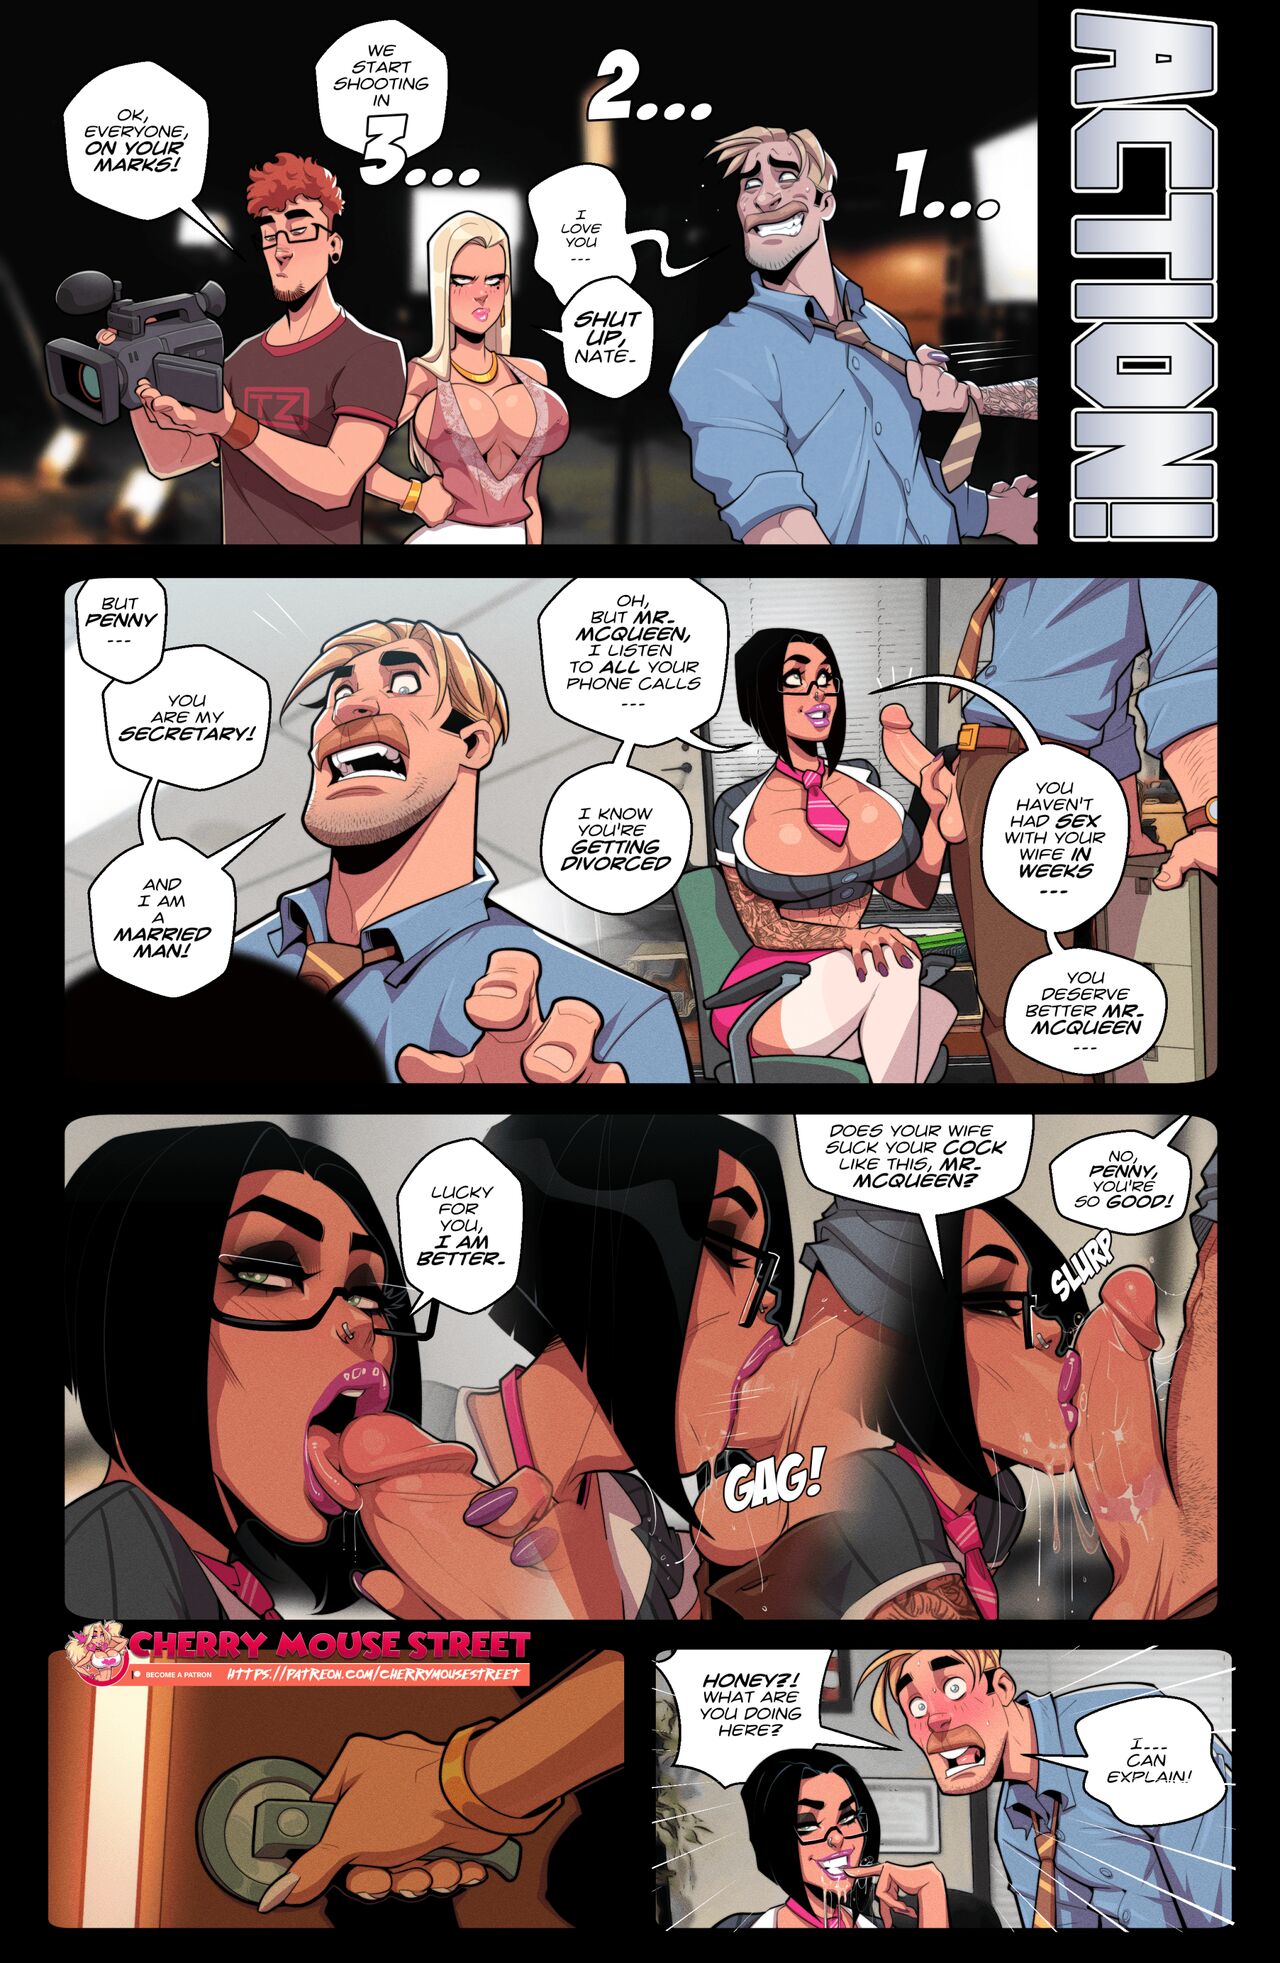 OK,
EVERYONE,
ON YOUR
MARKS!
WE
START
SHOOTING
IN
3...
2...
1...
I
LOVE
YOU
...
SHUT
UP,
NATE.
ACTION!
TZ
BUT
PENNY
...
YOU
ARE MY
SECRETARY!
AND
I AM
A
MARRIED
MAN!
OH,
BUT MR.
MCQUEEN,
I LISTEN
TO ALL YOUR
PHONE CALLS
...
I KNOW
YOU'RE
GETTING
DIVORCED
YOU
HAVEN'T
HAD SEX
WITH YOUR
WIFE IN
WEEKS
...
YOU
DESERVE
BETTER MR.
MCQUEEN
...
LUCKY
FOR
YOU,
I AM
BETTER.
GAG!
DOES YOUR WIFE
SUCK YOUR COCK
LIKE THIS, MR.
MCQUEEN?
NO,
PENNY,
YOU'RE
SO GOOD!
SLURP
CHERRY MOUSE STREET
BECOME A PATRON
HTTPS://PATREON.COM/CHERRYMOUSESTREET
HONEY?!
WHAT ARE
YOU DOING
HERE?
I...
CAN
EXPLAIN!